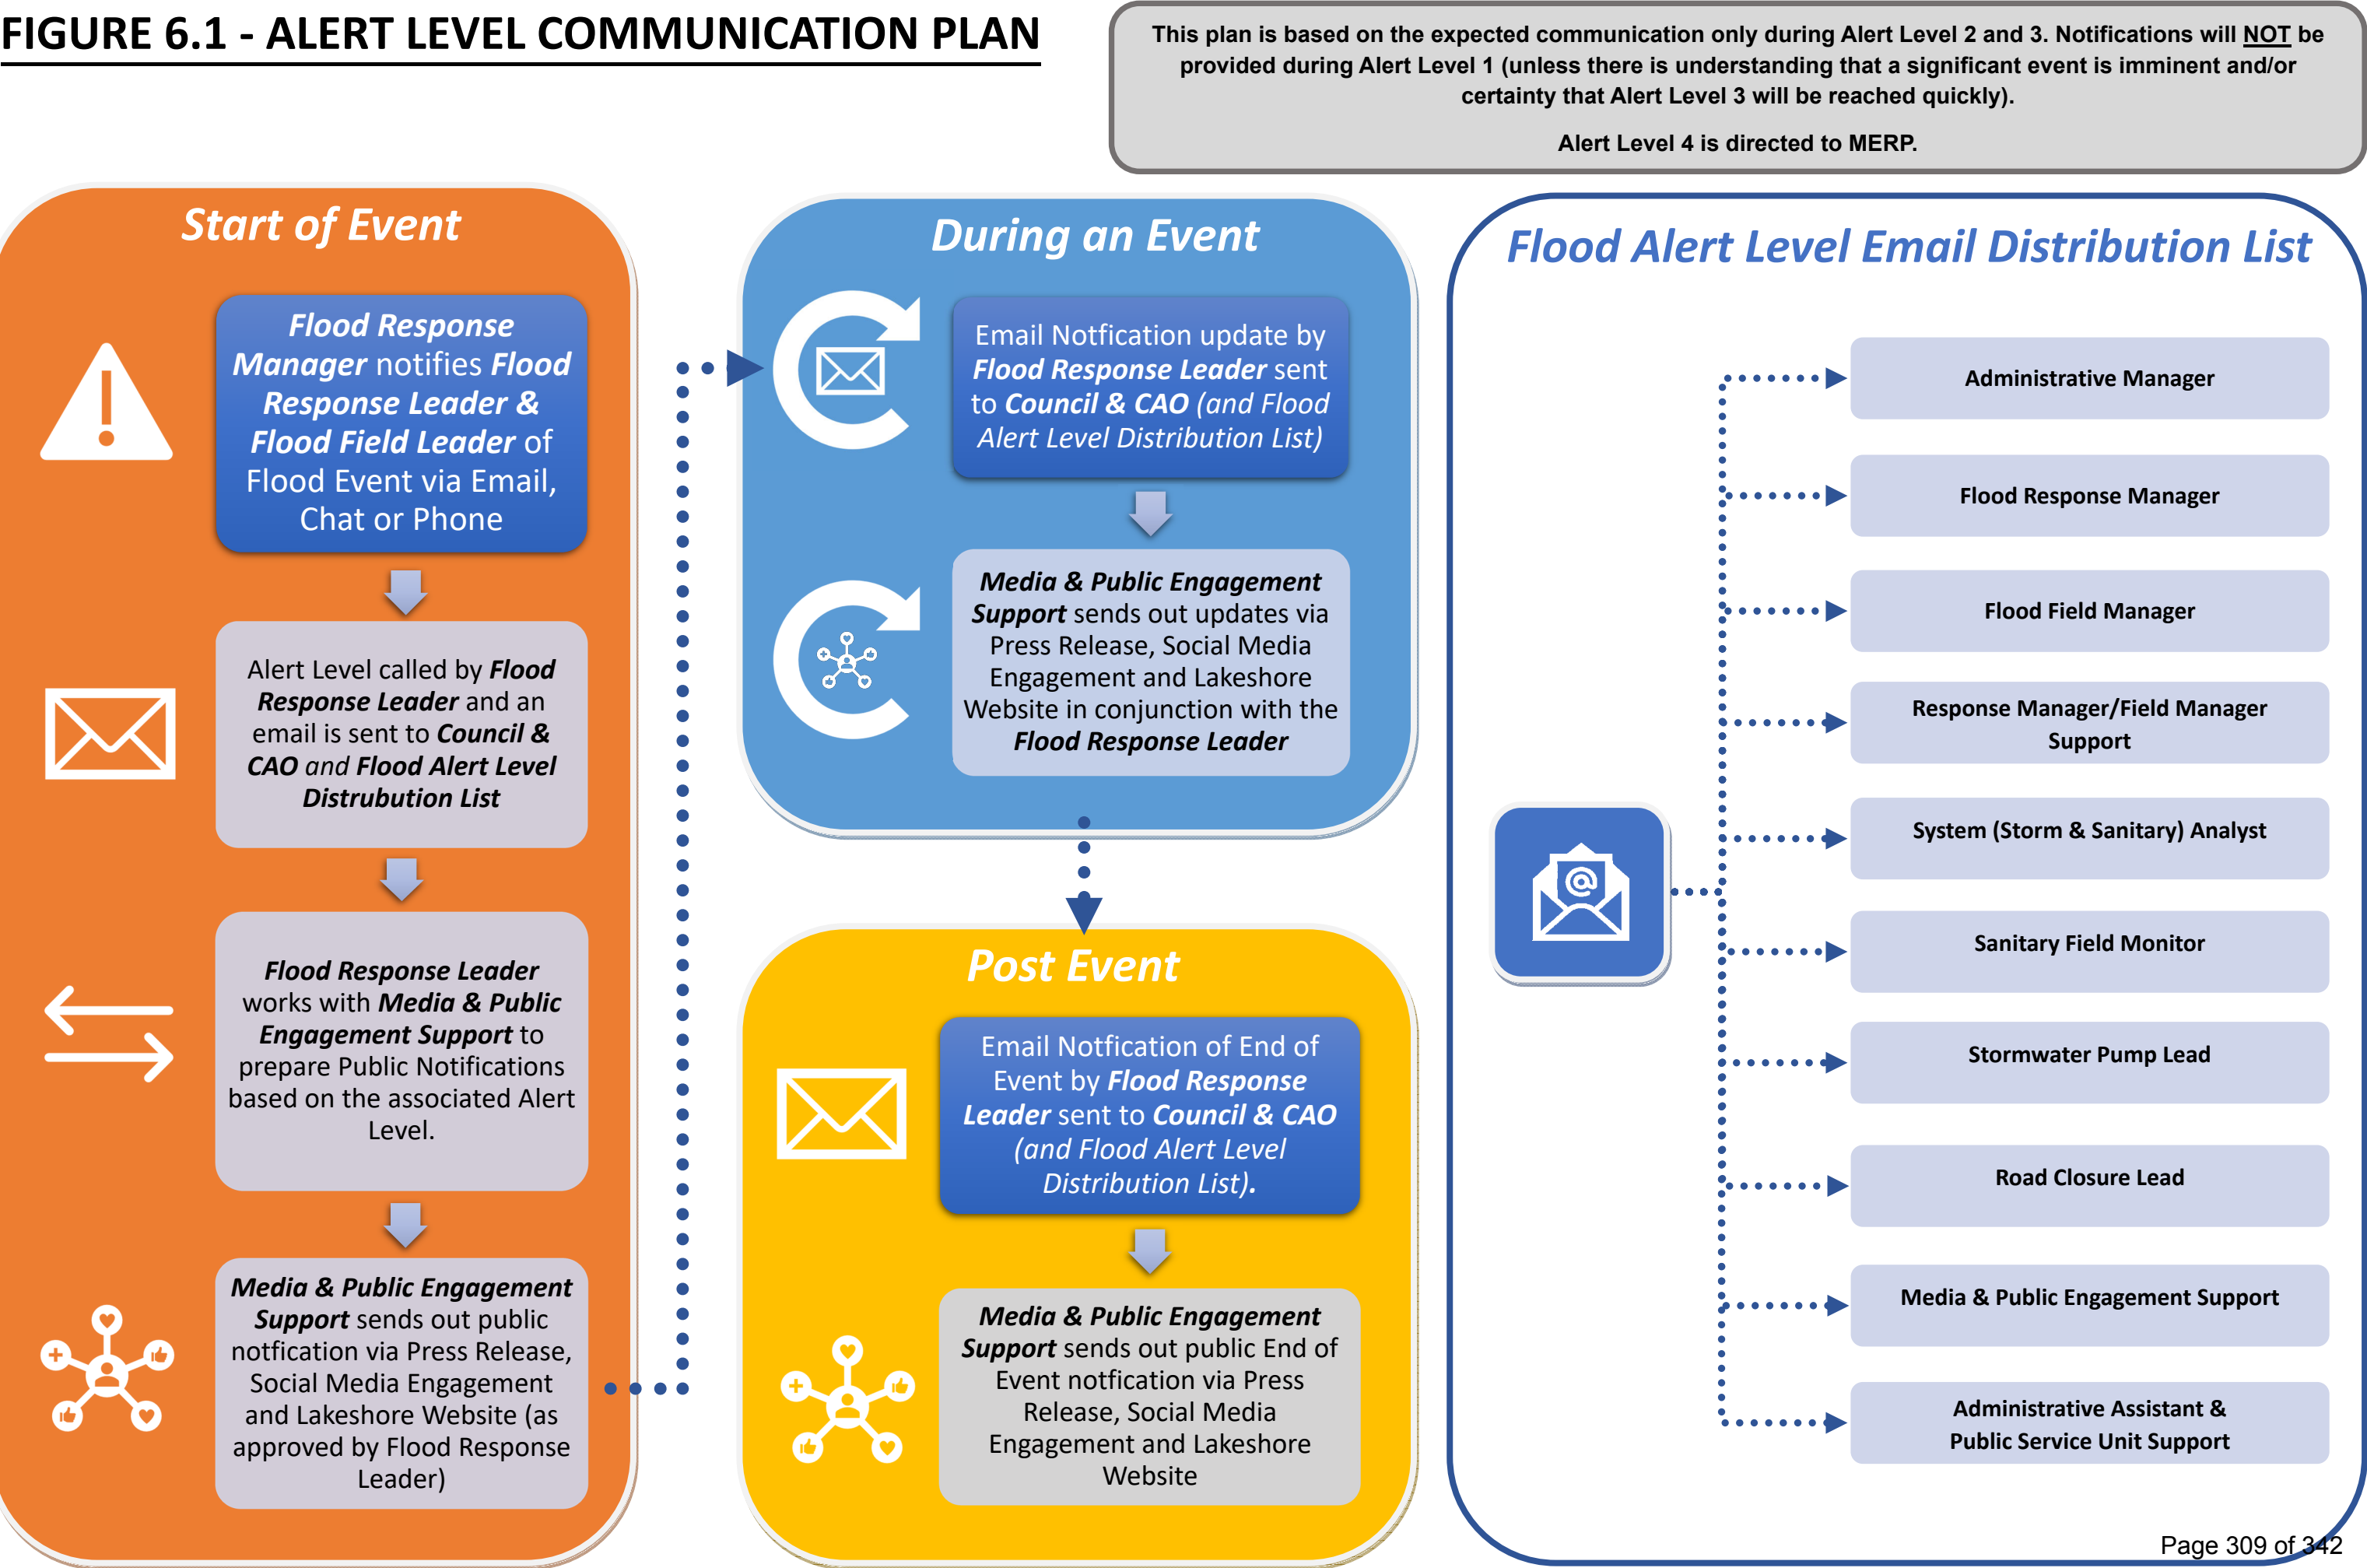 FIGURE 6.1 - ALERT LEVEL COMMUNICATION PLAN
This plan is based on the expected communication only during Alert Level 2 and 3. Notifications will NOT be
provided during Alert Level 1 (unless there is understanding that a significant event is imminent and/or
certainty that Alert Level 3 will be reached quickly).
Alert Level 4 is directed to MERP.
Start of Event
Flood Response
Manager notifies Flood
Response Leader &
Flood Field Leader of
Flood Event via Email,
Chat or Phone
Alert Level called by Flood
Response Leader and an
email is sent to Council &
CAO and Flood Alert Level
Distrubution List
Flood Response Leader
works with Media & Public
Engagement Support to
prepare Public Notifications
based on the associated Alert
Level.
Media & Public Engagement
Support sends out public
notfication via Press Release,
Social Media Engagement
and Lakeshore Website (as
approved by Flood Response
Leader)
During an Event
Email Notfication update by
Flood Response Leader sent
to Council & CAO (and Flood
Alert Level Distribution List)
Media & Public Engagement
Support sends out updates via
Press Release, Social Media
Engagement and Lakeshore
Website in conjunction with the
Flood Response Leader
Post Event
Email Notfication of End of
Event by Flood Response
Leader sent to Council & CAO
(and Flood Alert Level
Distribution List).
Media & Public Engagement
Support sends out public End of
Event notfication via Press
Release, Social Media
Engagement and Lakeshore
Website
Flood Alert Level Email Distribution List
Administrative Manager
Flood Response Manager
Flood Field Manager
Response Manager/Field Manager
Support
System (Storm & Sanitary) Analyst
Sanitary Field Monitor
Stormwater Pump Lead
Road Closure Lead
Media & Public Engagement Support
Administrative Assistant &
Public Service Unit Support
Page 309 of 342